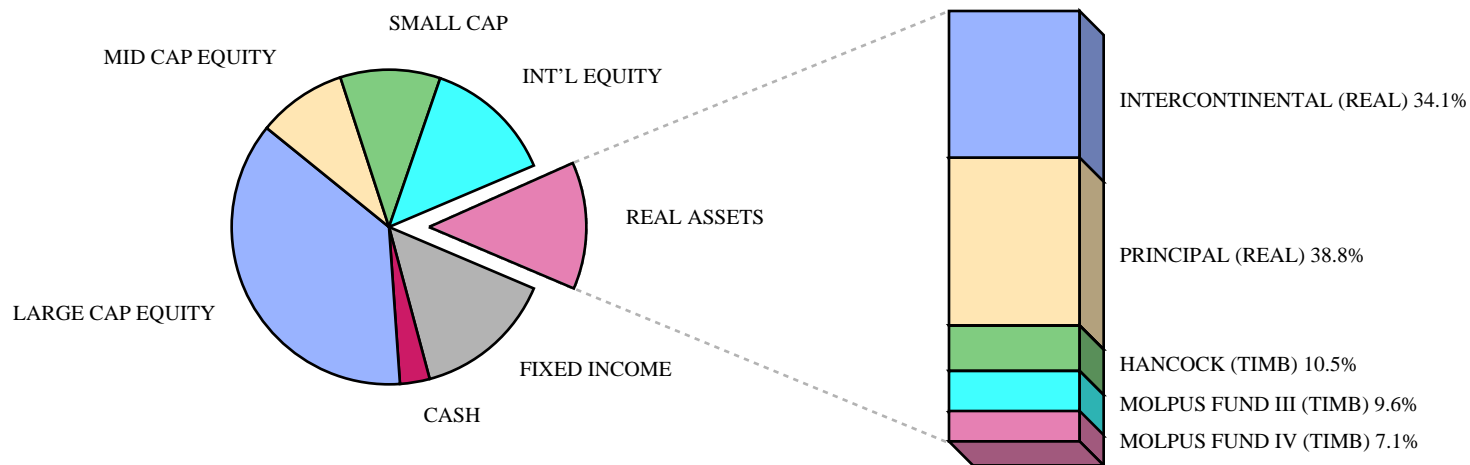 SMALL CAP
MID CAP EQUITY
INT'L EQUITY
REAL ASSETS
LARGE CAP EQUITY
FIXED INCOME
CASH
INTERCONTINENTAL (REAL) 34.1%
PRINCIPAL (REAL) 38.8%
HANCOCK (TIMB) 10.5%
MOLPUS FUND III (TIMB) 9.6%
MOLPUS FUND IV (TIMB) 7.1%